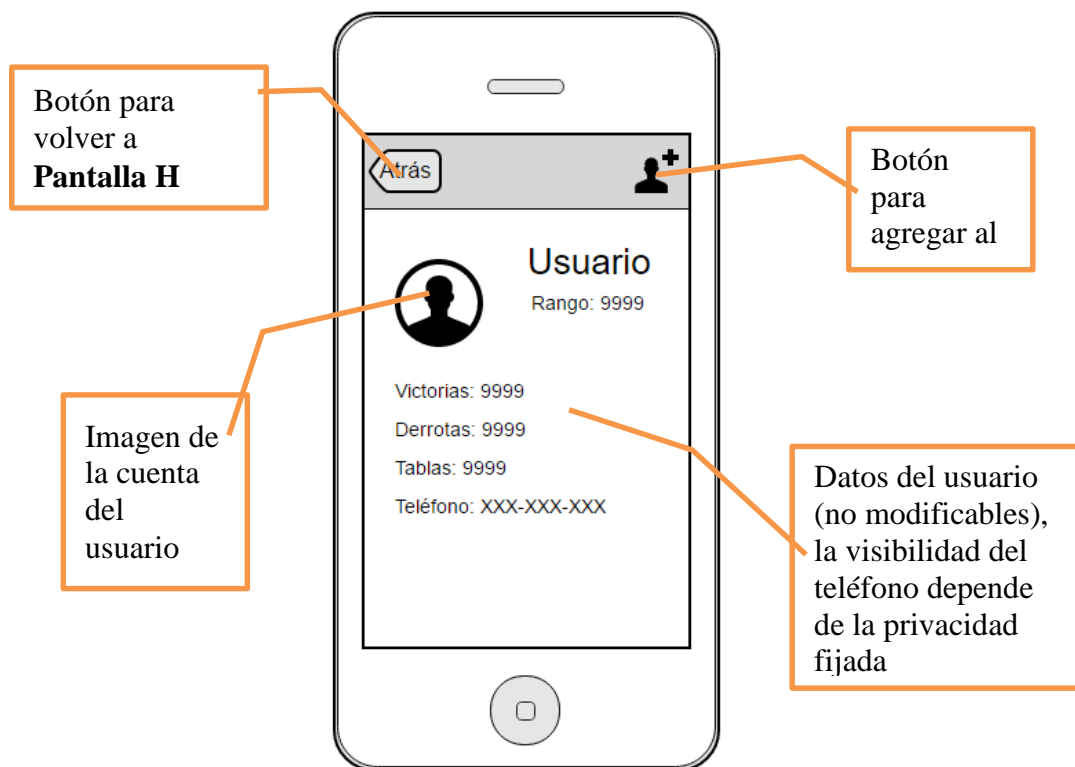 Botón para
volver a
Pantalla H
Atrás
Botón
para
agregar al
Usuario
Rango: 9999
Victorias: 9999
Derrotas: 9999
Tablas: 9999
Teléfono: XXX-XXX-XXX
Imagen de
la cuenta
del
usuario
Datos del usuario
(no modificables),
la visibilidad del
teléfono depende
de la privacidad
fijada